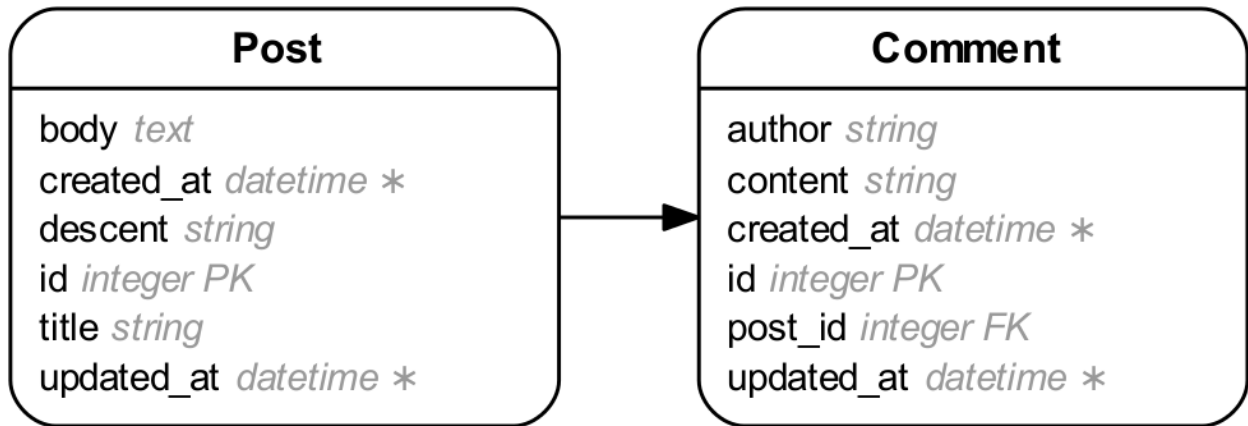 Post
body text
created_at datetime ∗
descent string
id integer PK
title string
updated_at datetime ∗
Comment
author string
content string
created_at datetime ∗
id integer PK
post_id integer FK
updated_at datetime ∗